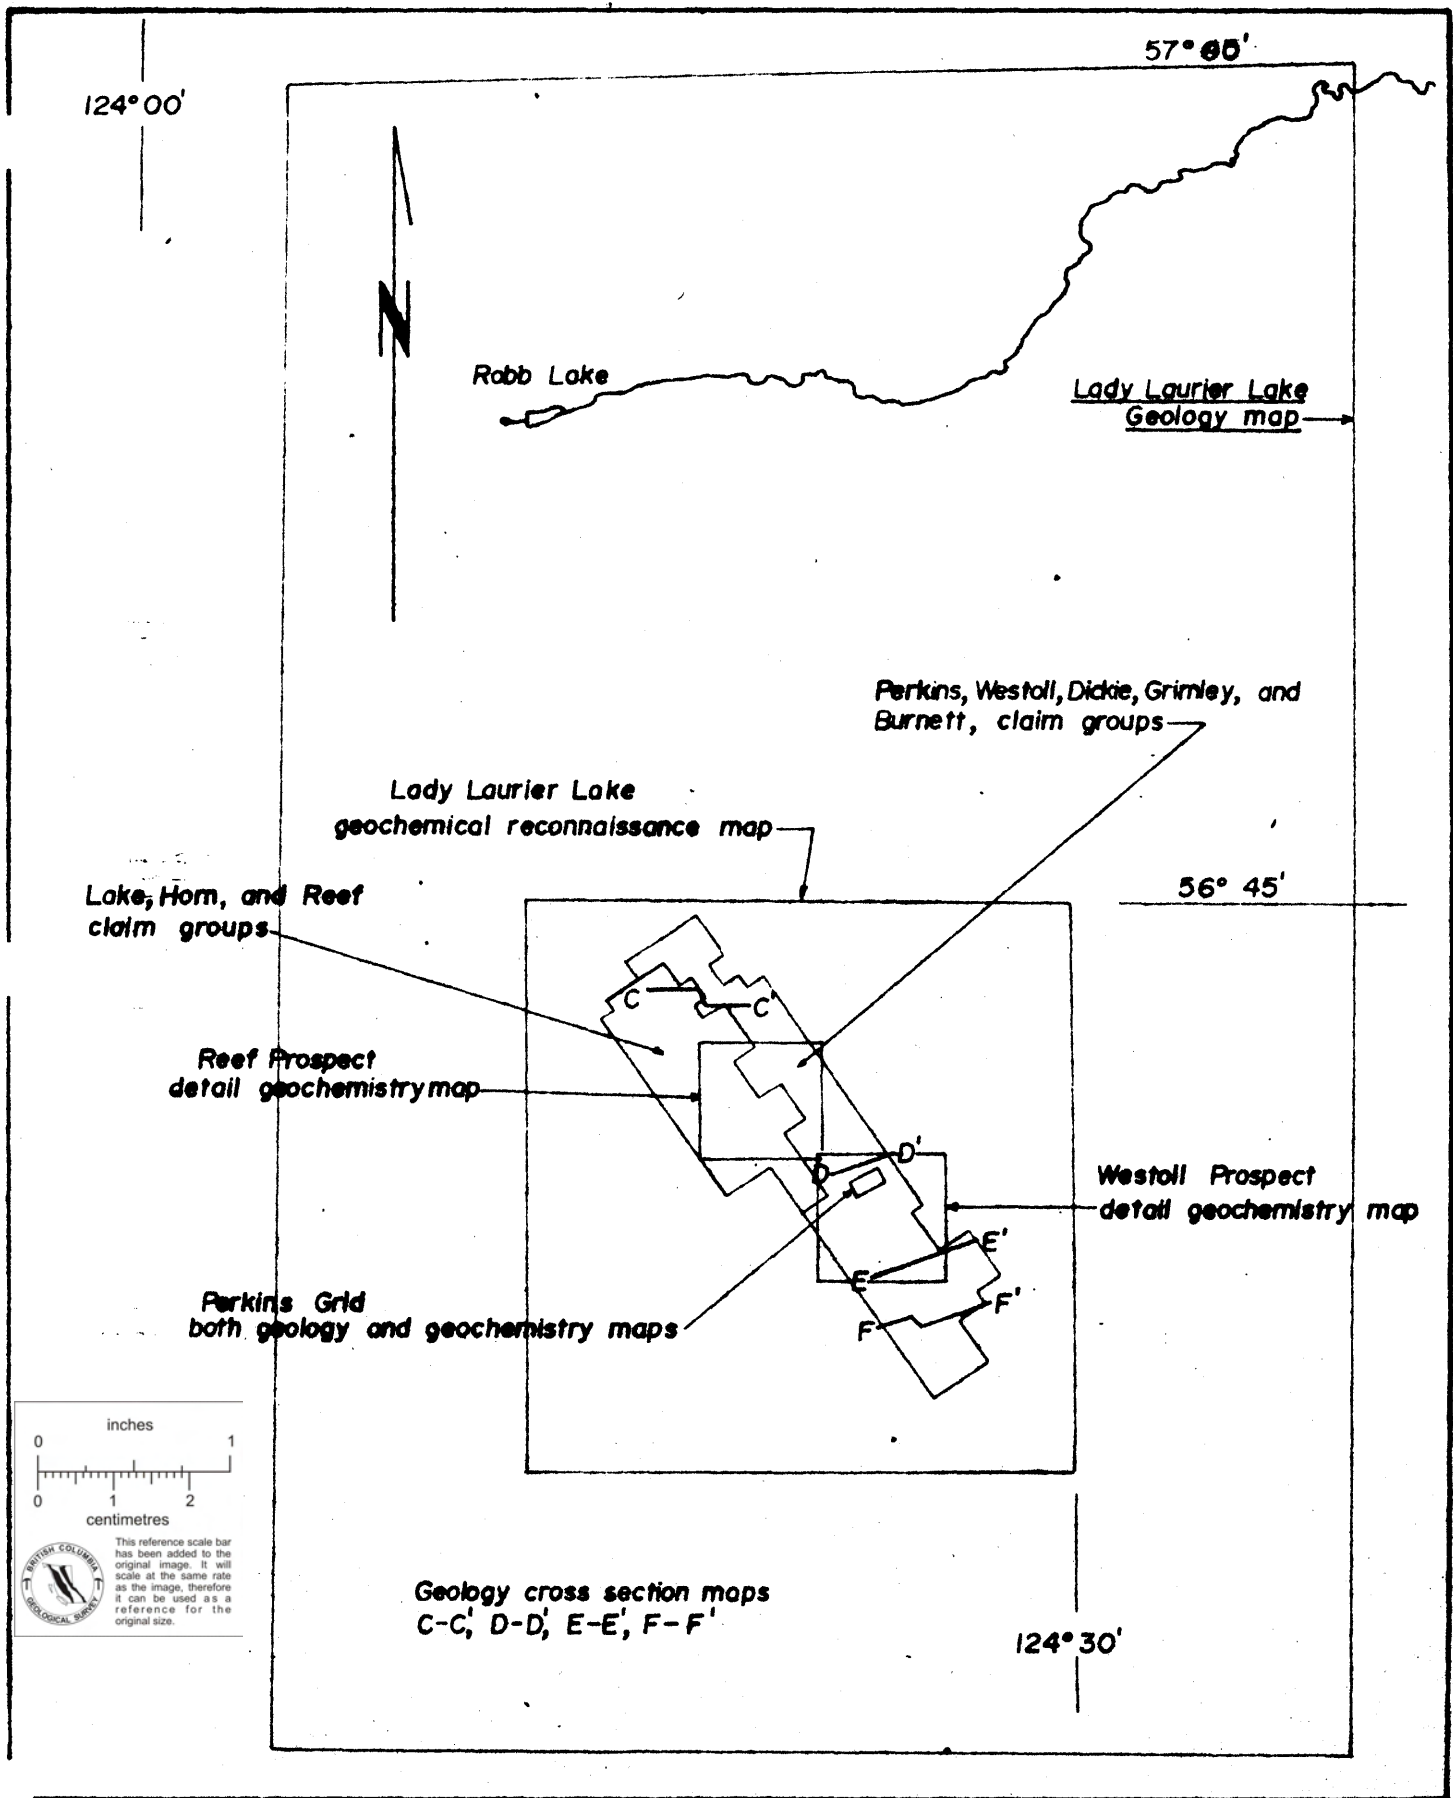 57°00'
124°00'
Robb Lake
Lady Laurier Lake
Geology map
Perkins, Westoll, Dickie, Grimley, and
Burnett, claim groups
Lady Laurier Lake
geochemical reconnaissance map
56° 45'
Lake, Horn, and Reef
claim groups
C
C'
Reef Prospect
detail geochemistry map
D
D'
Westoll Prospect
detail geochemistry map
E
E'
Perkins Grid
both geology and geochemistry maps
F
F'
N
inches
0 1
0 1 2
centimetres
BRITISH COLUMBIA
GEOLOGICAL SURVEY
This reference scale bar
has been added to the
original image. It will
scale at the same rate
as the image, therefore
it can be used as a
reference for the
original size.
Geology cross section maps
C-C', D-D', E-E', F-F'
124°30'